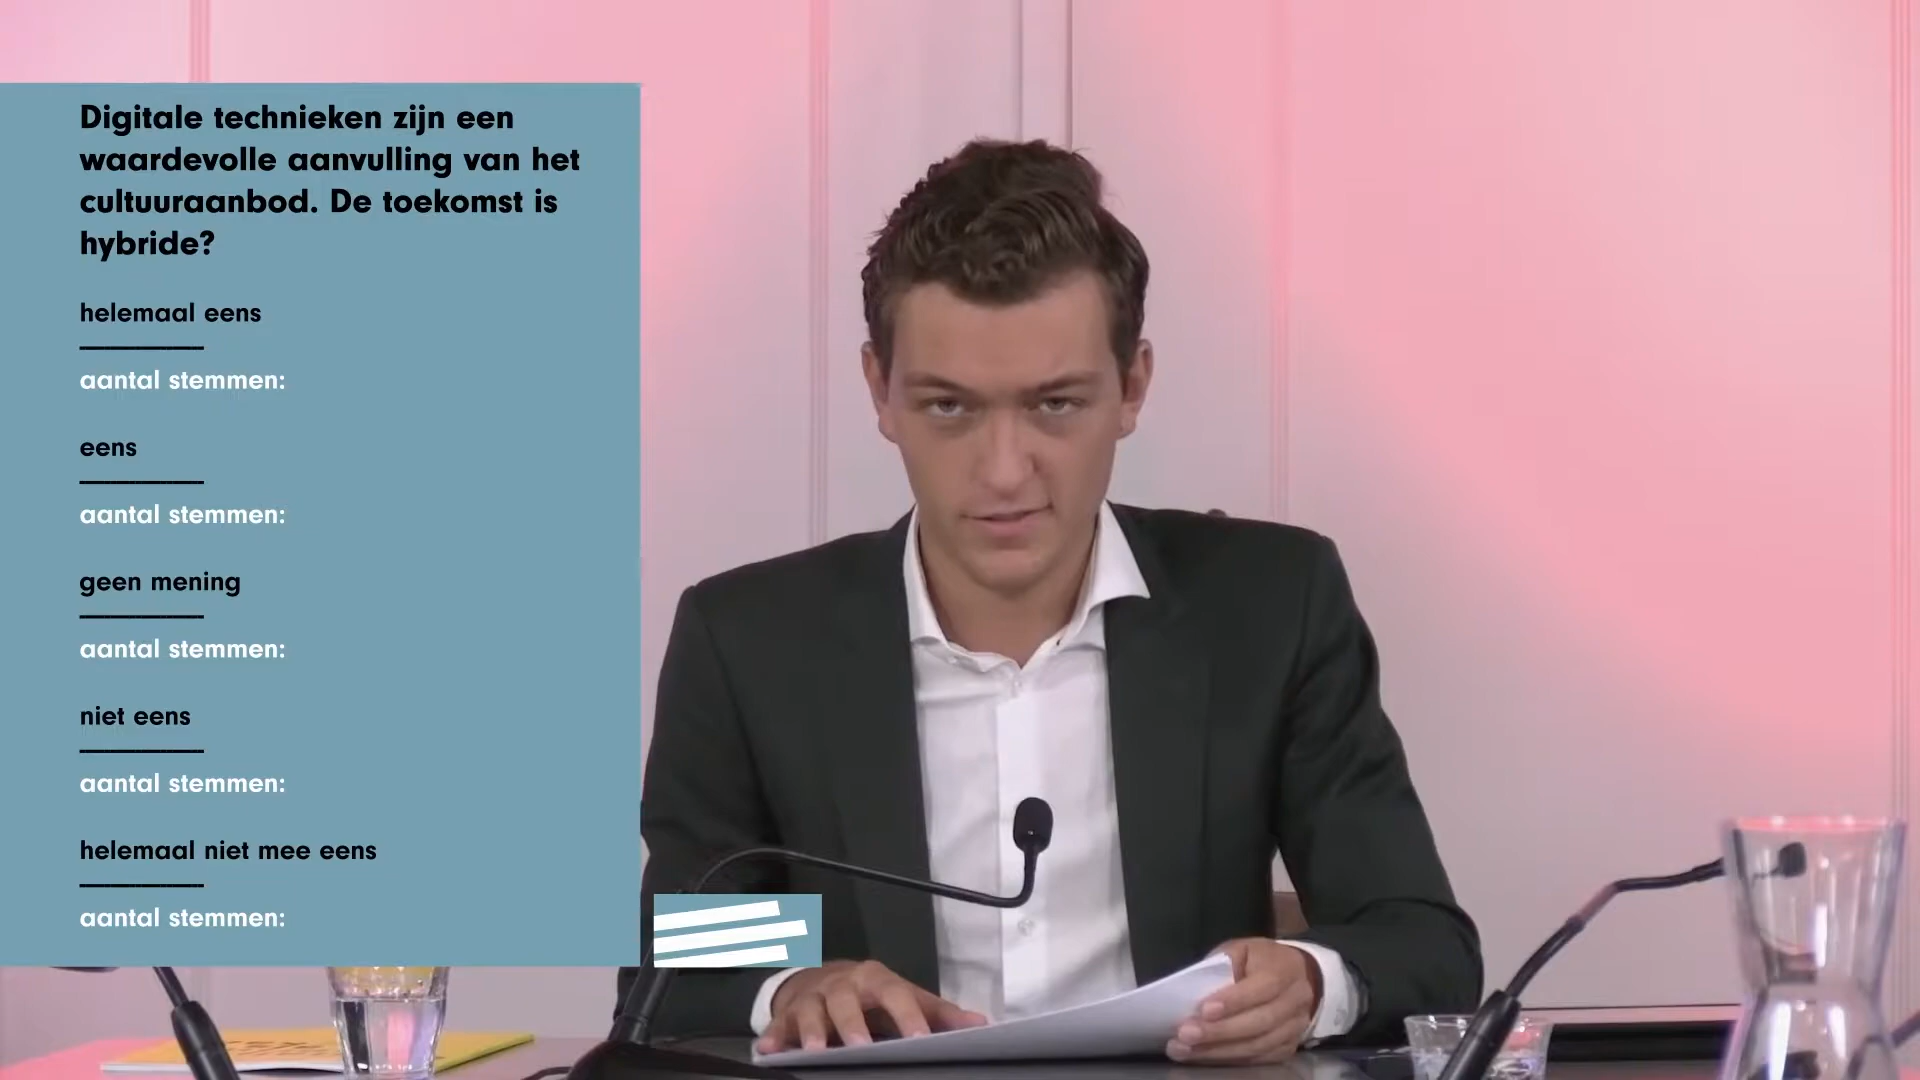 Digitale technieken zijn een
waardevolle aanvulling van het
cultuuraanbod. De toekomst is
hybride?
helemaal eens
aantal stemmen:
eens
aantal stemmen:
geen mening
aantal stemmen:
niet eens
aantal stemmen:
helemaal niet mee eens
aantal stemmen: